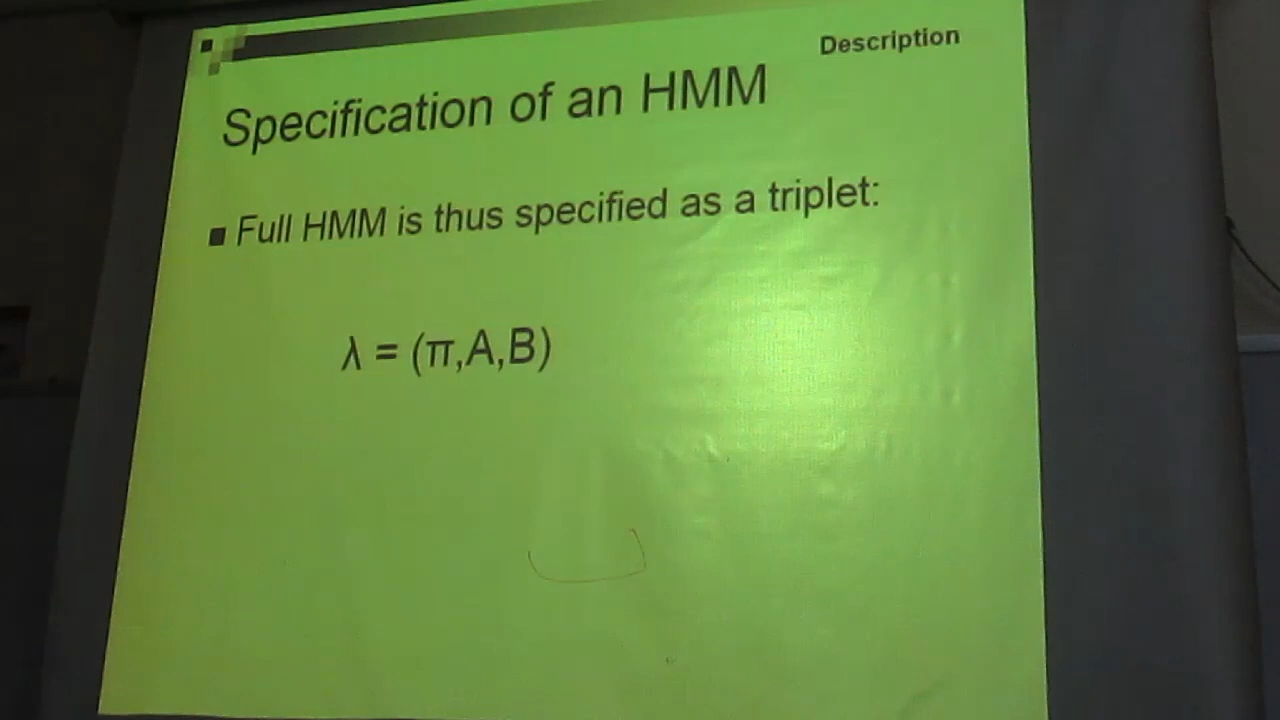 Description
Specification of an HMM
Full HMM is thus specified as a triplet:
λ = (π,A,B)